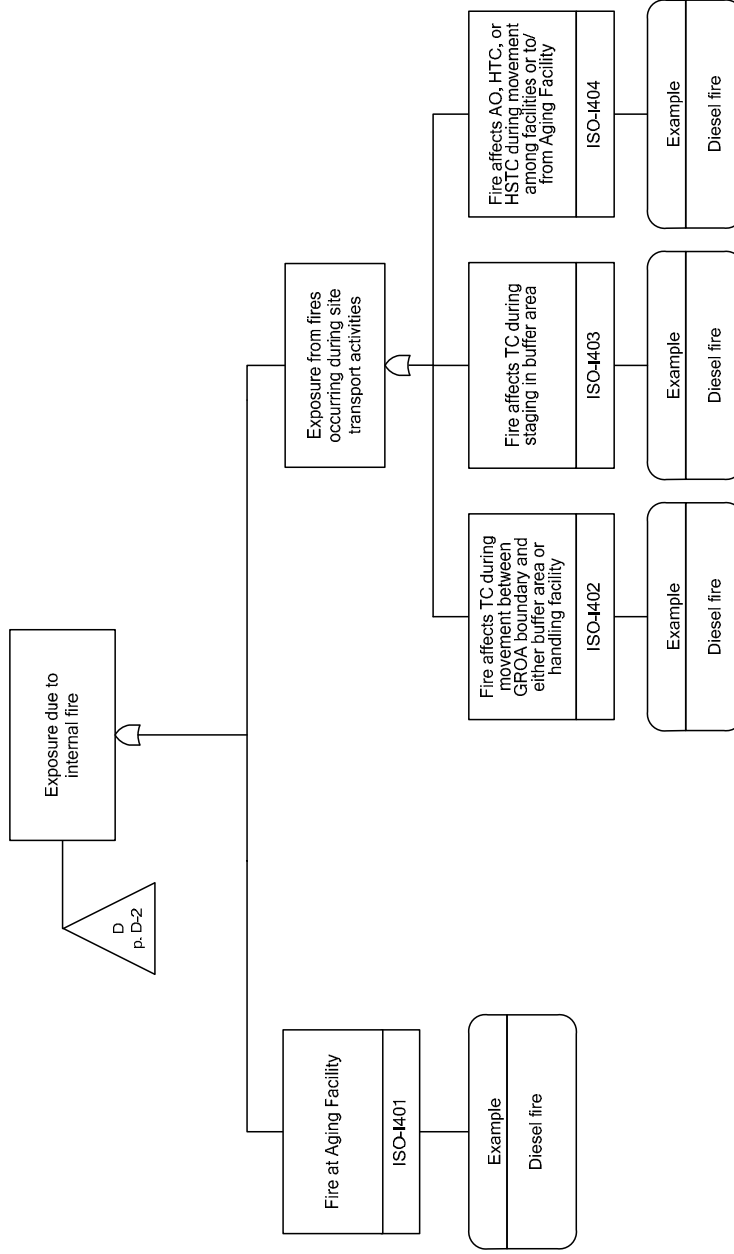 Exposure due to
internal fire
D
p. D-2
Fire at Aging Facility
ISO-I401
Example
Diesel fire
Exposure from fires
occurring during site
transport activities
Fire affects TC during
movement between
GROA boundary and
either buffer area or
handling facility
ISO-I402
Example
Diesel fire
Fire affects TC during
staging in buffer area
ISO-I403
Example
Diesel fire
Fire affects AO, HTC, or
HSTC during movement
among facilities or to/
from Aging Facility
ISO-I404
Example
Diesel fire